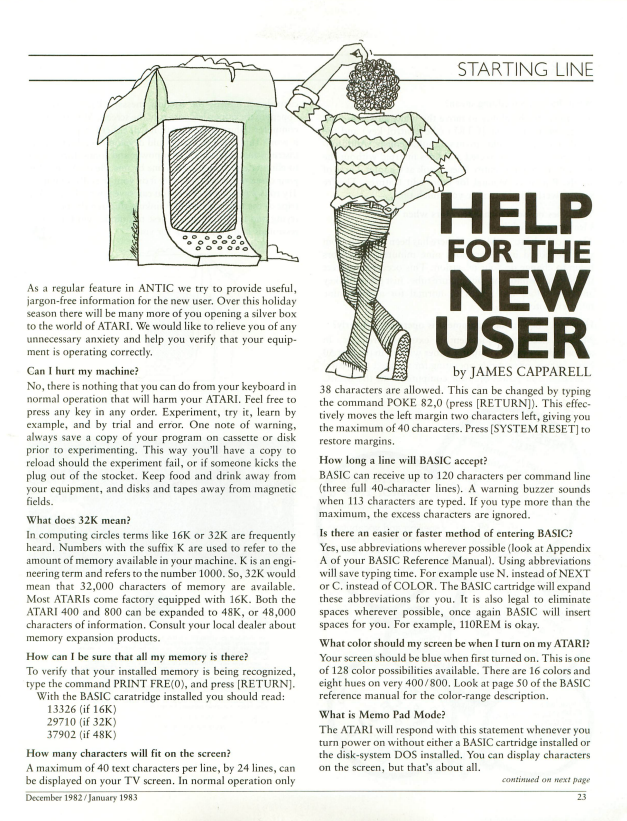 STARTING LINE
HELP
FOR THE
NEW
USER
by JAMES CAPPARELL
As a regular feature in ANTIC we try to provide useful,
jargon-free information for the new user. Over this holiday
season there will be many more of you opening a silver box
to the world of ATARI. We would like to relieve you of any
unnecessary anxiety and help you verify that your equip-
ment is operating correctly.
Can I hurt my machine?
No, there is nothing that you can do from your keyboard in
normal operation that will harm your ATARI. Feel free to
press any key in any order. Experiment, try it, learn by
example, and by trial and error. One note of warning,
always save a copy of your program on cassette or disk
prior to experimenting. This way you'll have a copy to
reload should the experiment fail, or if someone kicks the
plug out of the stocket. Keep food and drink away from
your equipment, and disks and tapes away from magnetic
fields.
What does 32K mean?
In computing circles terms like 16K or 32K are frequently
heard. Numbers with the suffix K are used to refer to the
amount of memory available in your machine. K is an engi-
neering term and refers to the number 1000. So, 32K would
mean that 32,000 characters of memory are available.
Most ATARIs come factory equipped with 16K. Both the
ATARI 400 and 800 can be expanded to 48K, or 48,000
characters of information. Consult your local dealer about
memory expansion products.
How can I be sure that all my memory is there?
To verify that your installed memory is being recognized,
type the command PRINT FRE(0), and press [RETURN].
With the BASIC caratridge installed you should read:
13326 (if 16K)
29710 (if 32K)
37902 (if 48K)
How many characters will fit on the screen?
A maximum of 40 text characters per line, by 24 lines, can
be displayed on your TV screen. In normal operation only
38 characters are allowed. This can be changed by typing
the command POKE 82,0 (press [RETURN]). This effec-
tively moves the left margin two characters left, giving you
the maximum of 40 characters. Press [SYSTEM RESET] to
restore margins.
How long a line will BASIC accept?
BASIC can receive up to 120 characters per command line
(three full 40-character lines). A warning buzzer sounds
when 113 characters are typed. If you type more than the
maximum, the excess characters are ignored.
Is there an easier or faster method of entering BASIC?
Yes, use abbreviations wherever possible (look at Appendix
A of your BASIC Reference Manual). Using abbreviations
will save typing time. For example use N. instead of NEXT
or C. instead of COLOR. The BASIC cartridge will expand
these abbreviations for you. It is also legal to eliminate
spaces wherever possible, once again BASIC will insert
spaces for you. For example, 110REM is okay.
What color should my screen be when I turn on my ATARI?
Your screen should be blue when first turned on. This is one
of 128 color possibilities available. There are 16 colors and
eight hues on very 400/800. Look at page 50 of the BASIC
reference manual for the color-range description.
What is Memo Pad Mode?
The ATARI will respond with this statement whenever you
turn power on without either a BASIC cartridge installed or
the disk-system DOS installed. You can display characters
on the screen, but that's about all.
continued on next page
December 1982 / January 1983
23